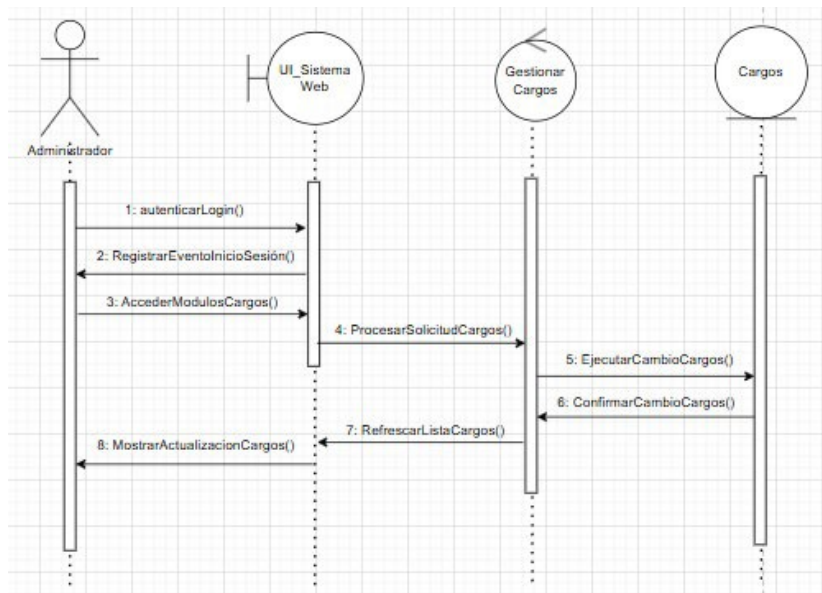 UI_Sistema
Web
Gestionar
Cargos
Cargos
Administrador
1: autenticarLogin()
2: RegistrarEventoInicioSesión()
3: AccederModulosCargos()
4: ProcesarSolicitudCargos()
5: EjecutarCambioCargos()
6: ConfirmarCambioCargos()
7: RefrescarListaCargos()
8: MostrarActualizacionCargos()